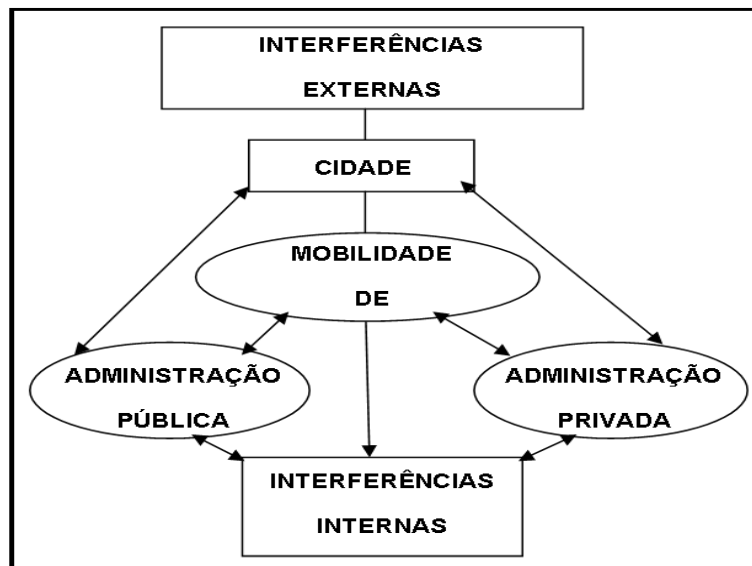 INTERFERÊNCIAS
EXTERNAS
CIDADE
MOBILIDADE
DE
ADMINISTRAÇÃO
PÚBLICA
ADMINISTRAÇÃO
PRIVADA
INTERFERÊNCIAS
INTERNAS